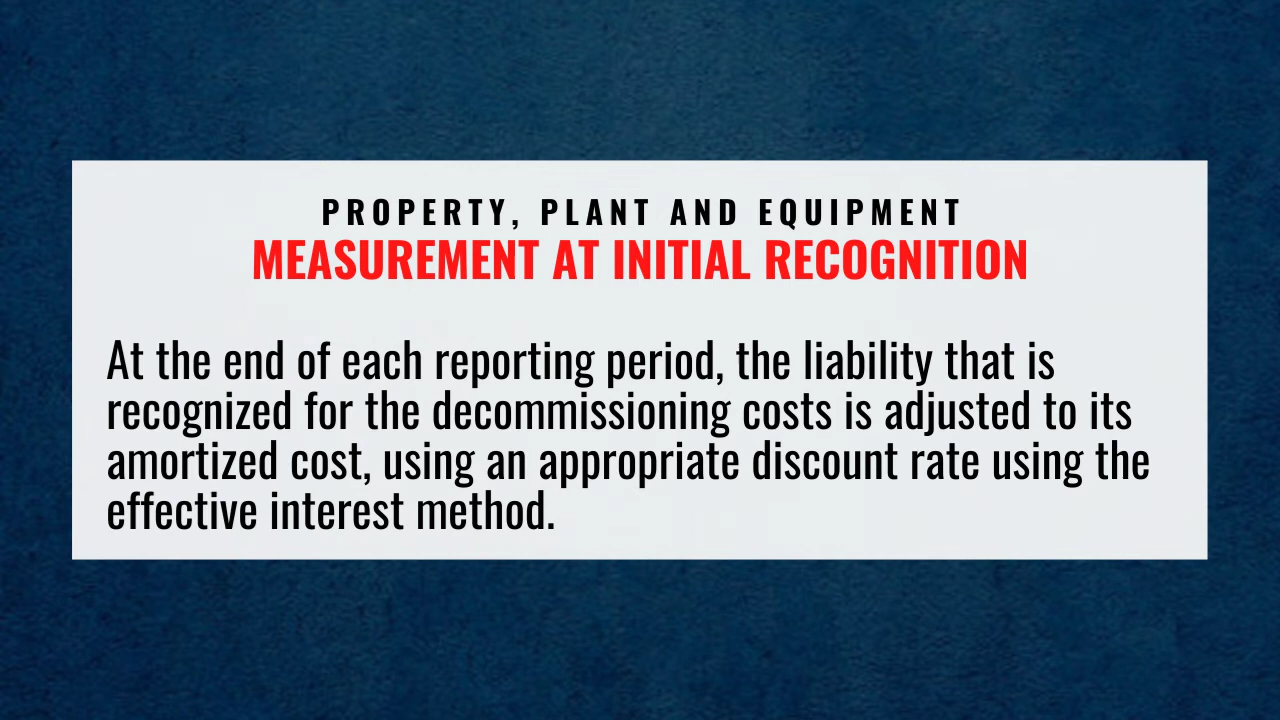 PROPERTY, PLANT AND EQUIPMENT
MEASUREMENT AT INITIAL RECOGNITION
At the end of each reporting period, the liability that is
recognized for the decommissioning costs is adjusted to its
amortized cost, using an appropriate discount rate using the
effective interest method.